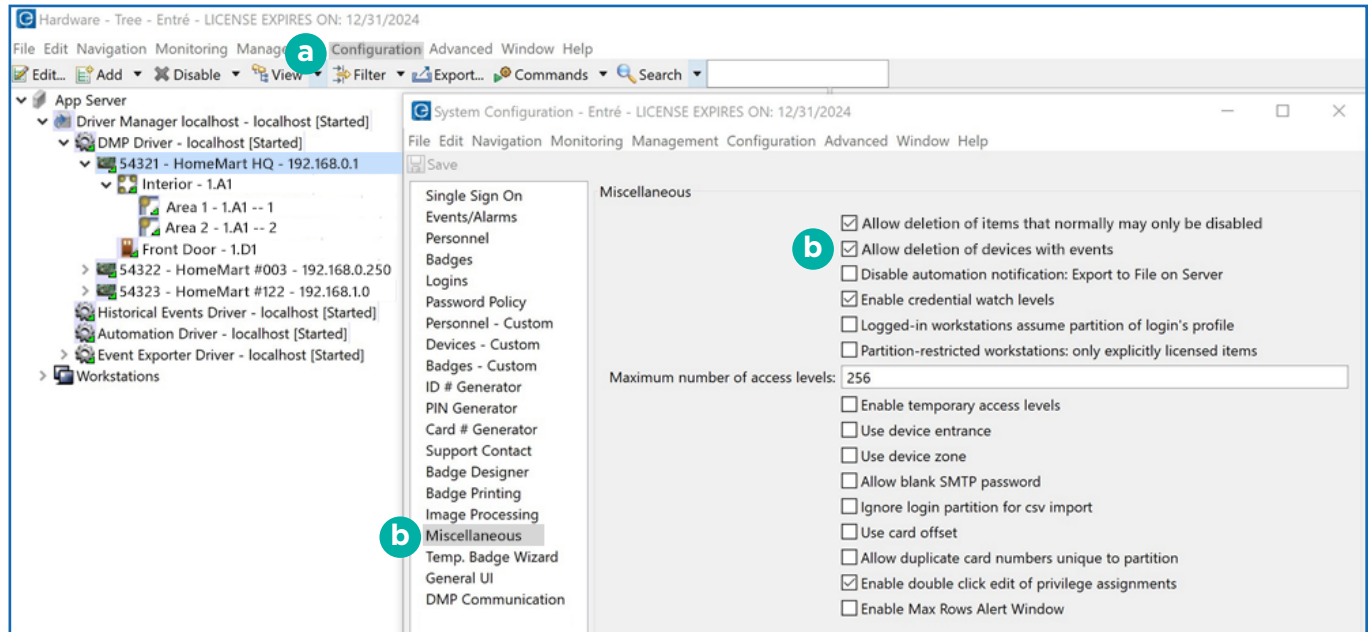 Hardware - Tree - Entré - LICENSE EXPIRES ON: 12/31/2024
File Edit Navigation Monitoring Manage a Configuration Advanced Window Help
Edit... Add Disable View Filter Export... Commands Search
App Server
Driver Manager localhost - localhost [Started]
DMP Driver - localhost [Started]
54321 - HomeMart HQ - 192.168.0.1
Interior - 1.A1
Area 1 - 1.A1 -- 1
Area 2 - 1.A1 -- 2
Front Door - 1.D1
54322 - HomeMart #003 - 192.168.0.250
54323 - HomeMart #122 - 192.168.1.0
Historical Events Driver - localhost [Started]
Automation Driver - localhost [Started]
Event Exporter Driver - localhost [Started]
Workstations
System Configuration - Entré - LICENSE EXPIRES ON: 12/31/2024
File Edit Navigation Monitoring Management Configuration Advanced Window Help
Save
Single Sign On
Events/Alarms
Personnel
Badges
Logins
Password Policy
Personnel - Custom
Devices - Custom
Badges - Custom
ID # Generator
PIN Generator
Card # Generator
Support Contact
Badge Designer
Badge Printing
Image Processing
b Miscellaneous
Temp. Badge Wizard
General UI
DMP Communication
Miscellaneous
Allow deletion of items that normally may only be disabled
b Allow deletion of devices with events
Disable automation notification: Export to File on Server
Enable credential watch levels
Logged-in workstations assume partition of login's profile
Partition-restricted workstations: only explicitly licensed items
Maximum number of access levels: 256
Enable temporary access levels
Use device entrance
Use device zone
Allow blank SMTP password
Ignore login partition for csv import
Use card offset
Allow duplicate card numbers unique to partition
Enable double click edit of privilege assignments
Enable Max Rows Alert Window